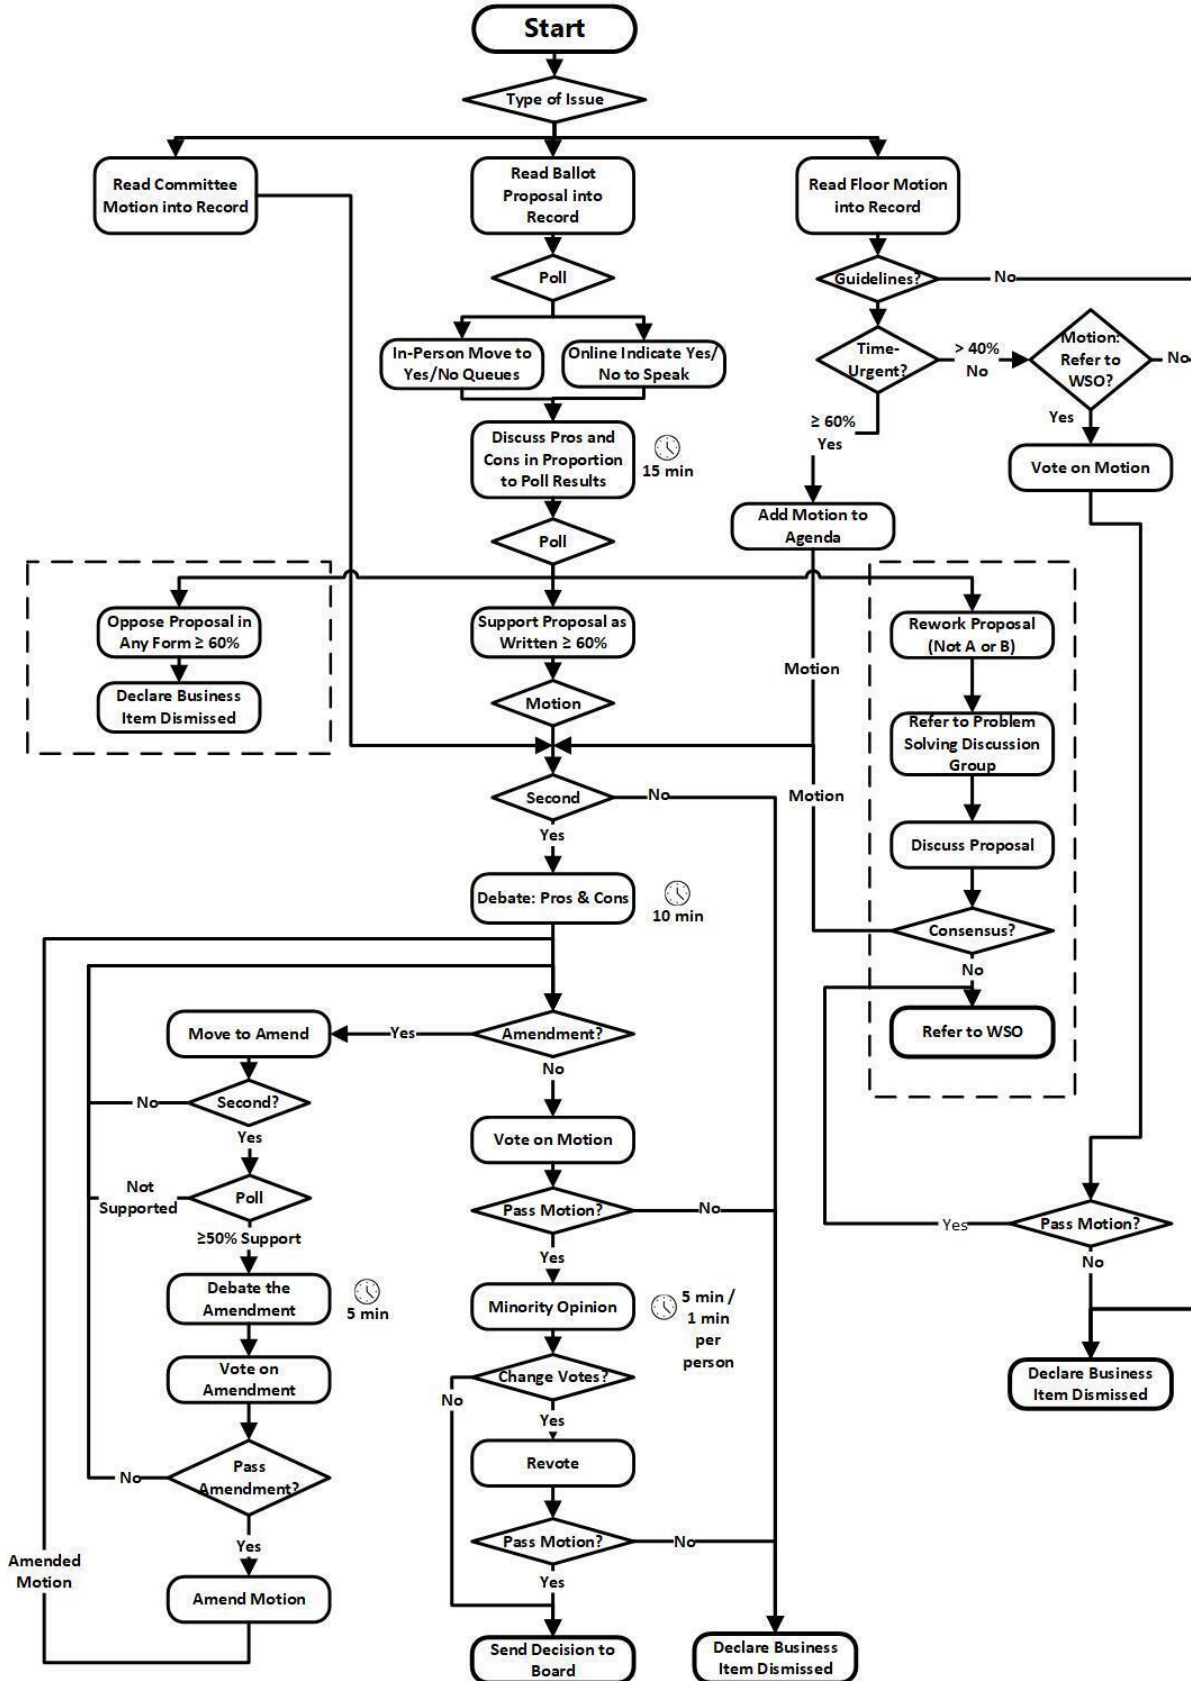 Start
Type of Issue
Read Committee
Motion into Record
Read Ballot
Proposal into
Record
Read Floor Motion
into Record
Poll
Guidelines?
No
In-Person Move to
Yes/No Queues
Online Indicate Yes/
No to Speak
Time-
Urgent?
> 40%
No
Motion:
Refer to
WSO?
No
≥ 60%
Yes
Yes
Discuss Pros and
Cons in Proportion
to Poll Results
15 min
Vote on Motion
Add Motion to
Agenda
Poll
Oppose Proposal in
Any Form ≥ 60%
Support Proposal as
Written ≥ 60%
Rework Proposal
(Not A or B)
Declare Business
Item Dismissed
Motion
Motion
Refer to Problem
Solving Discussion
Group
Second
No
Motion
Yes
Discuss Proposal
Debate: Pros & Cons
10 min
Consensus?
No
Move to Amend
Yes
Amendment?
Refer to WSO
No
No
Second?
Yes
Vote on Motion
Not
Supported
Poll
Pass Motion?
No
Yes
Pass Motion?
≥50% Support
Yes
No
Debate the
Amendment
5 min
Minority Opinion
5 min /
1 min
per
person
Vote on
Amendment
Change Votes?
No
Yes
Declare Business
Item Dismissed
No
Pass
Amendment?
Revote
Yes
Pass Motion?
No
Amended
Motion
Amend Motion
Yes
Send Decision to
Board
Declare Business
Item Dismissed